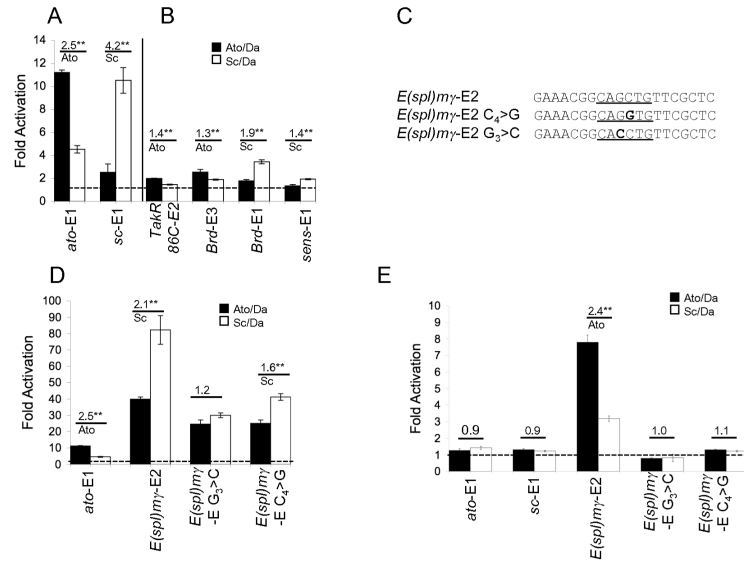 A
B
C
14
12
10
8
6
4
2
0
Fold Activation
2.5**
Ato
4.2**
Sc
1.4**
Ato
1.3**
Ato
1.9**
Sc
1.4**
Sc
Ato/Da
Sc/Da
ato-E1
sc-E1
TakR
86C-E2
Brd-E3
Brd-E1
sens-E1
E(spl)mγ-E2 GAAACGGCAGCTGTTCGCTC
E(spl)mγ-E2 C4>G GAAACGGCAGGTGTTCGCTC
E(spl)mγ-E2 G3>C GAAACGGCACCTGTTCGCTC
D
100
90
80
70
60
50
40
30
20
10
0
Fold Activation
2.5**
Ato
2.1**
Sc
1.2
1.6**
Sc
Ato/Da
Sc/Da
ato-E1
E(spl)mγ-E2
E(spl)mγ
-E G3>C
E(spl)mγ
-E C4>G
E
10
9
8
7
6
5
4
3
2
1
0
Fold Activation
0.9
0.9
2.4**
Ato
1.0
1.1
Ato/Da
Sc/Da
ato-E1
sc-E1
E(spl)mγ-E2
E(spl)mγ
-E G3>C
E(spl)mγ
-E C4>G